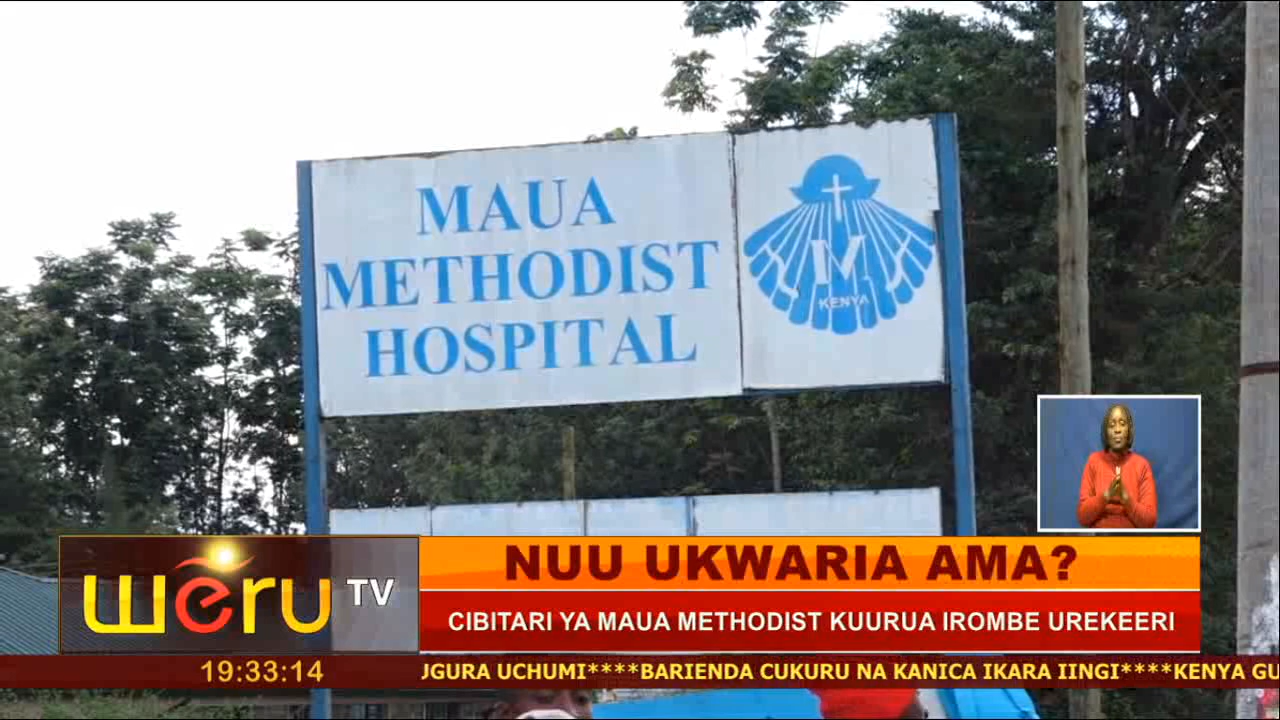 MAUA
METHODIST
HOSPITAL
M
KENYA
weru TV
NUU UKWARIA AMA?
CIBITARI YA MAUA METHODIST KUURUA IROMBE UREKEERI
19:33:14
UGURA UCHUMI****BARIENDA CUKURU NA KANICA IKARA IINGI****KENYA GU